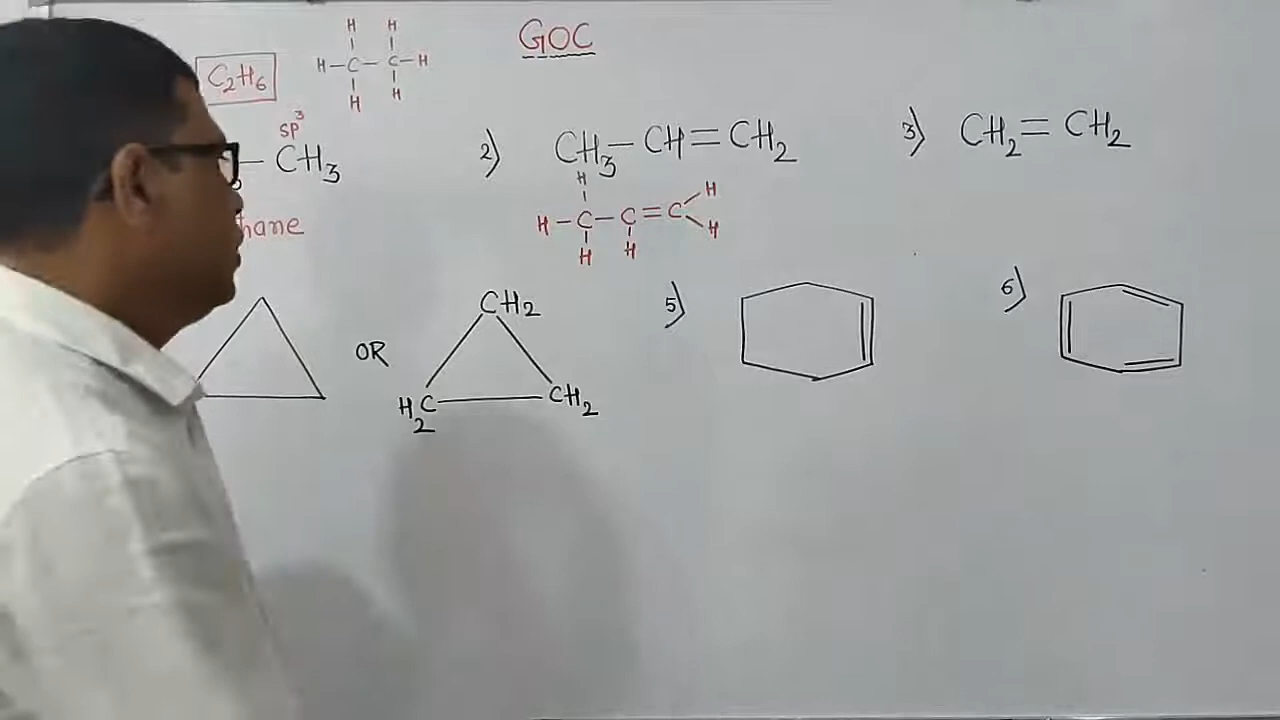 GOC
C2H6
H H
H-C-C-H
H H
SP3
- CH3
hane
2) CH3-CH=CH2
H
H-C-C=C H
H H H
3) CH2=CH2
OR
CH2
H2C CH2
5)
6)